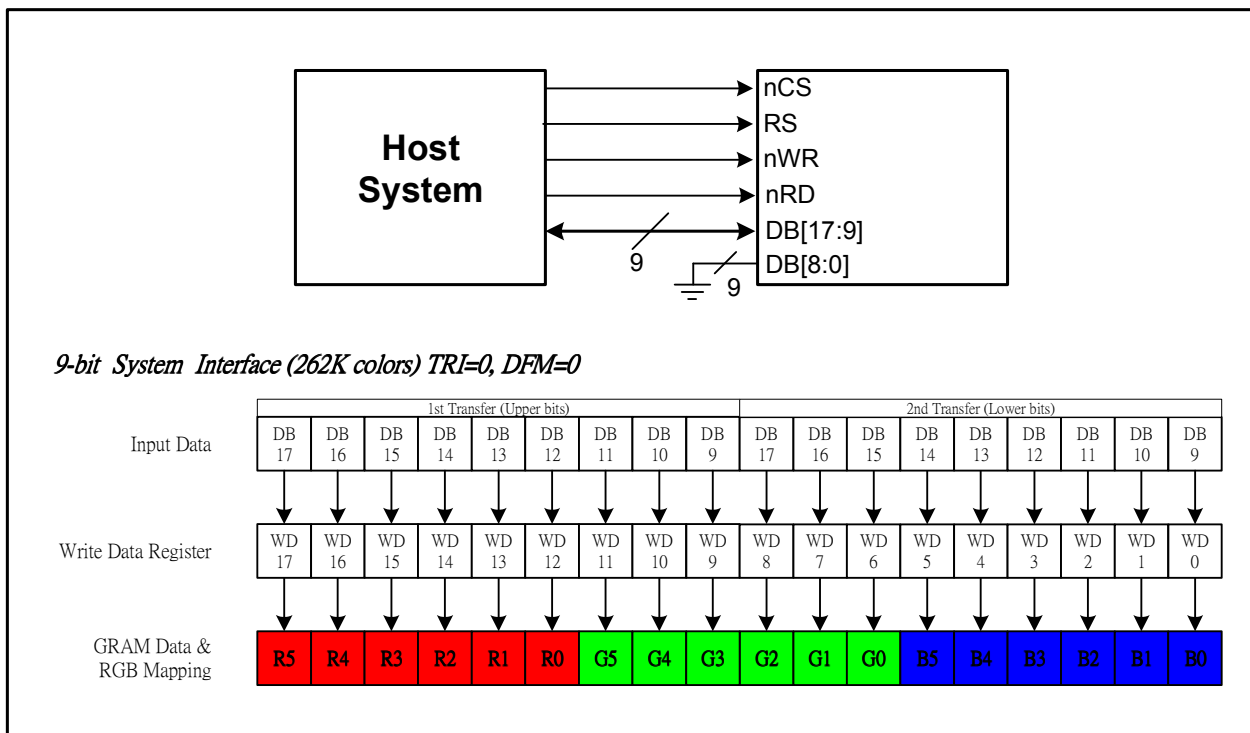 Host
System
nCS
RS
nWR
nRD
DB[17:9]
DB[8:0]
9
9
9-bit System Interface (262K colors) TRI=0, DFM=0
1st Transfer (Upper bits) 2nd Transfer (Lower bits)
Input Data
DB DB DB DB DB DB DB DB DB DB DB DB DB DB DB DB DB DB
17 16 15 14 13 12 11 10 9 17 16 15 14 13 12 11 10 9
Write Data Register
WD WD WD WD WD WD WD WD WD WD WD WD WD WD WD WD WD WD
17 16 15 14 13 12 11 10 9 8 7 6 5 4 3 2 1 0
GRAM Data &
RGB Mapping
R5 R4 R3 R2 R1 R0 G5 G4 G3 G2 G1 G0 B5 B4 B3 B2 B1 B0